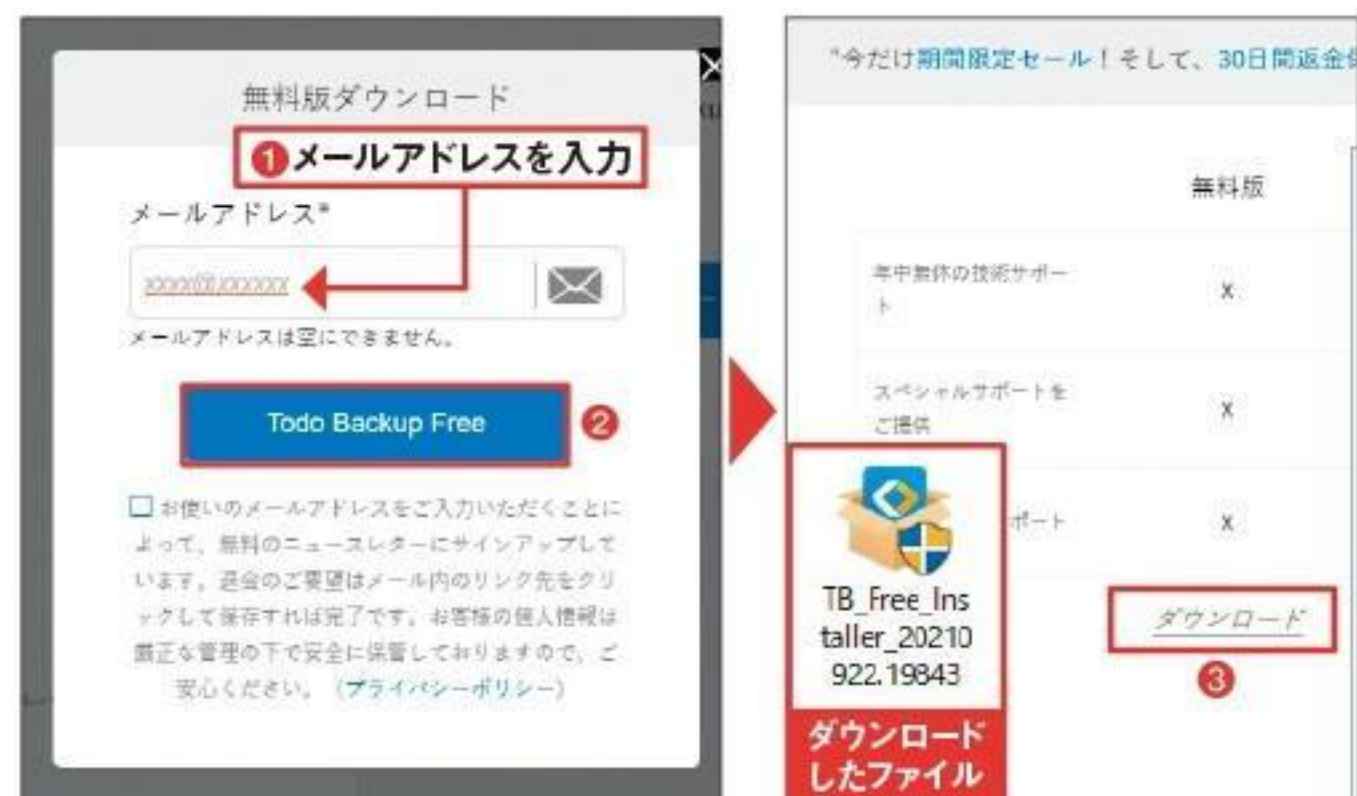 無料版ダウンロード
❶メールアドレスを入力
メールアドレス*
xxxx@xxxxxx
メールアドレスは空にできません。
Todo Backup Free
❷
お使いのメールアドレスをご入力いただくことに
よって、無料のニュースレターにサインアップして
います。退会のご要望はメール内のリンク先をクリ
ックして保存すれば完了です。お客様の個人情報は
厳正な管理の下で安全に保管しておりますので、ご
安心ください。（プライバシーポリシー）
*今だけ期間限定セール！そして、30日間返金
無料版
年中無休の技術サポー
ト
x
スペシャルサポートを
ご提供
x
ポート
x
TB_Free_Ins
taller_20210
922.19843
ダウンロード
したファイル
ダウンロード
❸